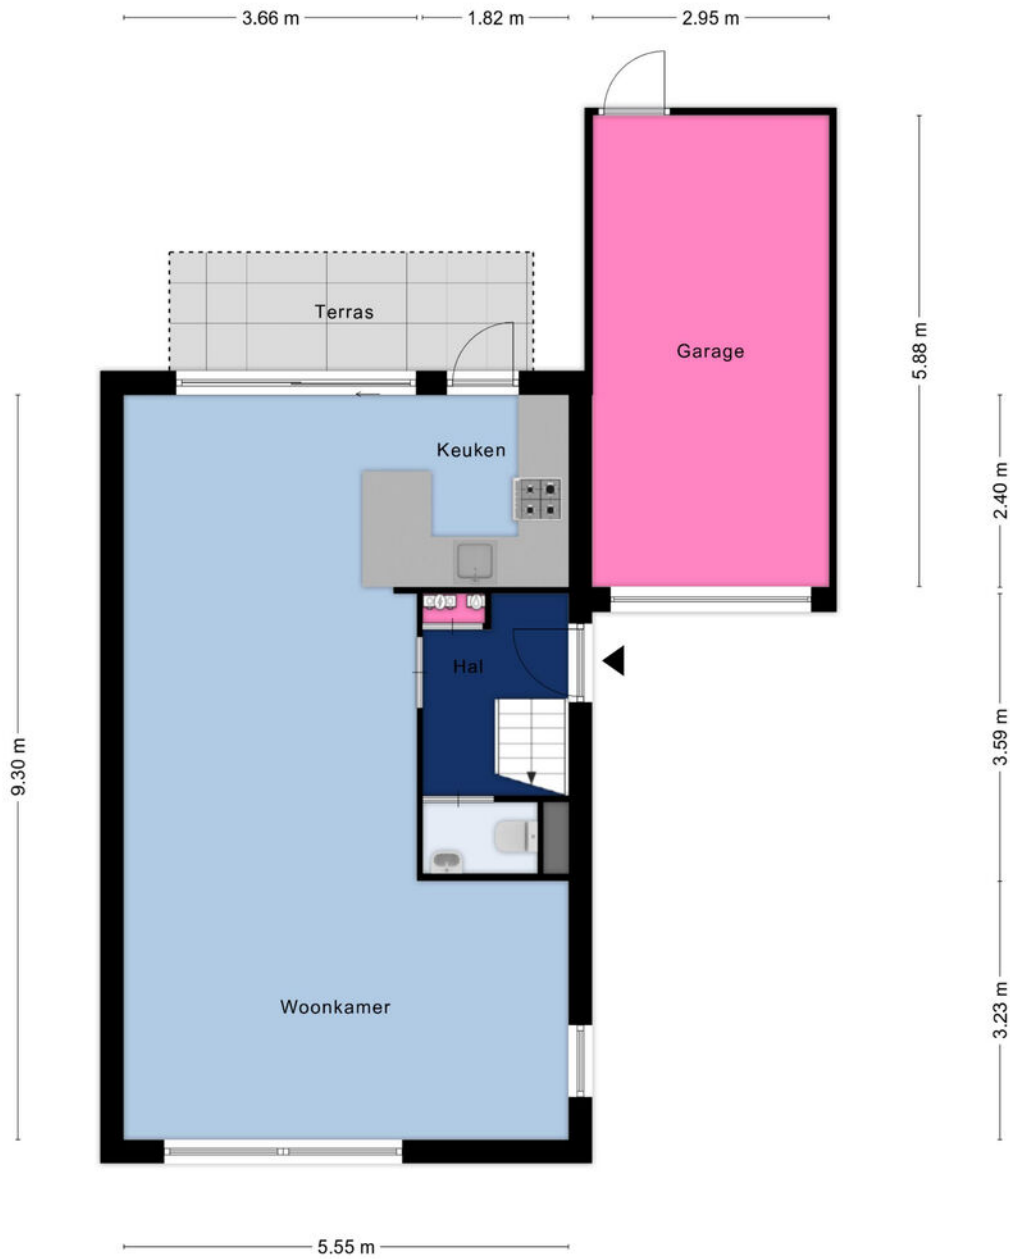 3.66 m
1.82 m
2.95 m
Terras
Garage
5.88 m
Keuken
2.40 m
Hal
9.30 m
3.59 m
Woonkamer
3.23 m
5.55 m